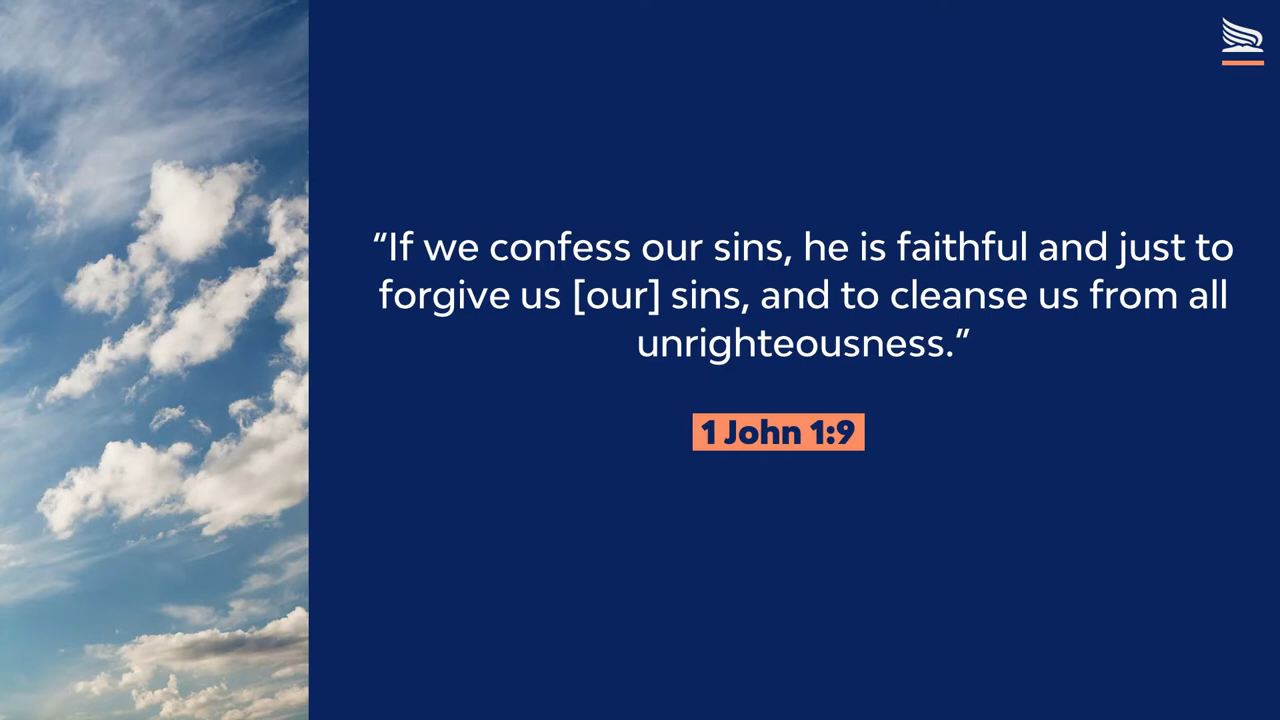 “If we confess our sins, he is faithful and just to
forgive us [our] sins, and to cleanse us from all
unrighteousness.”
1 John 1:9